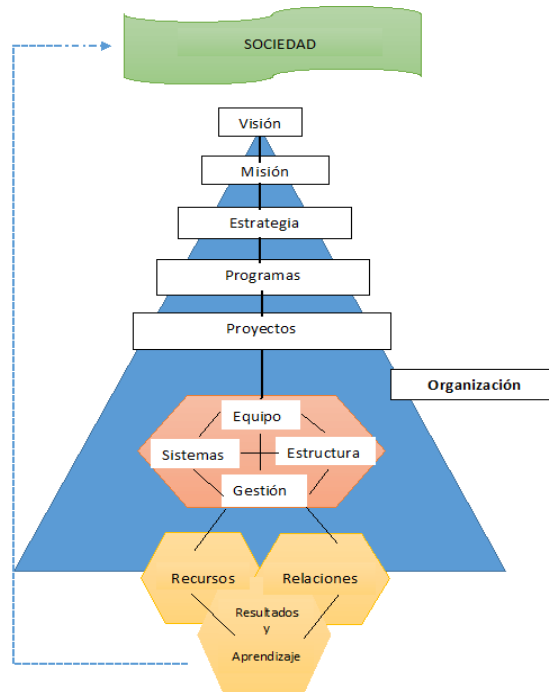 SOCIEDAD
Visión
Misión
Estrategia
Programas
Proyectos
Organización
Equipo
Sistemas
Estructura
Gestión
Recursos
Relaciones
Resultados
y
Aprendizaje